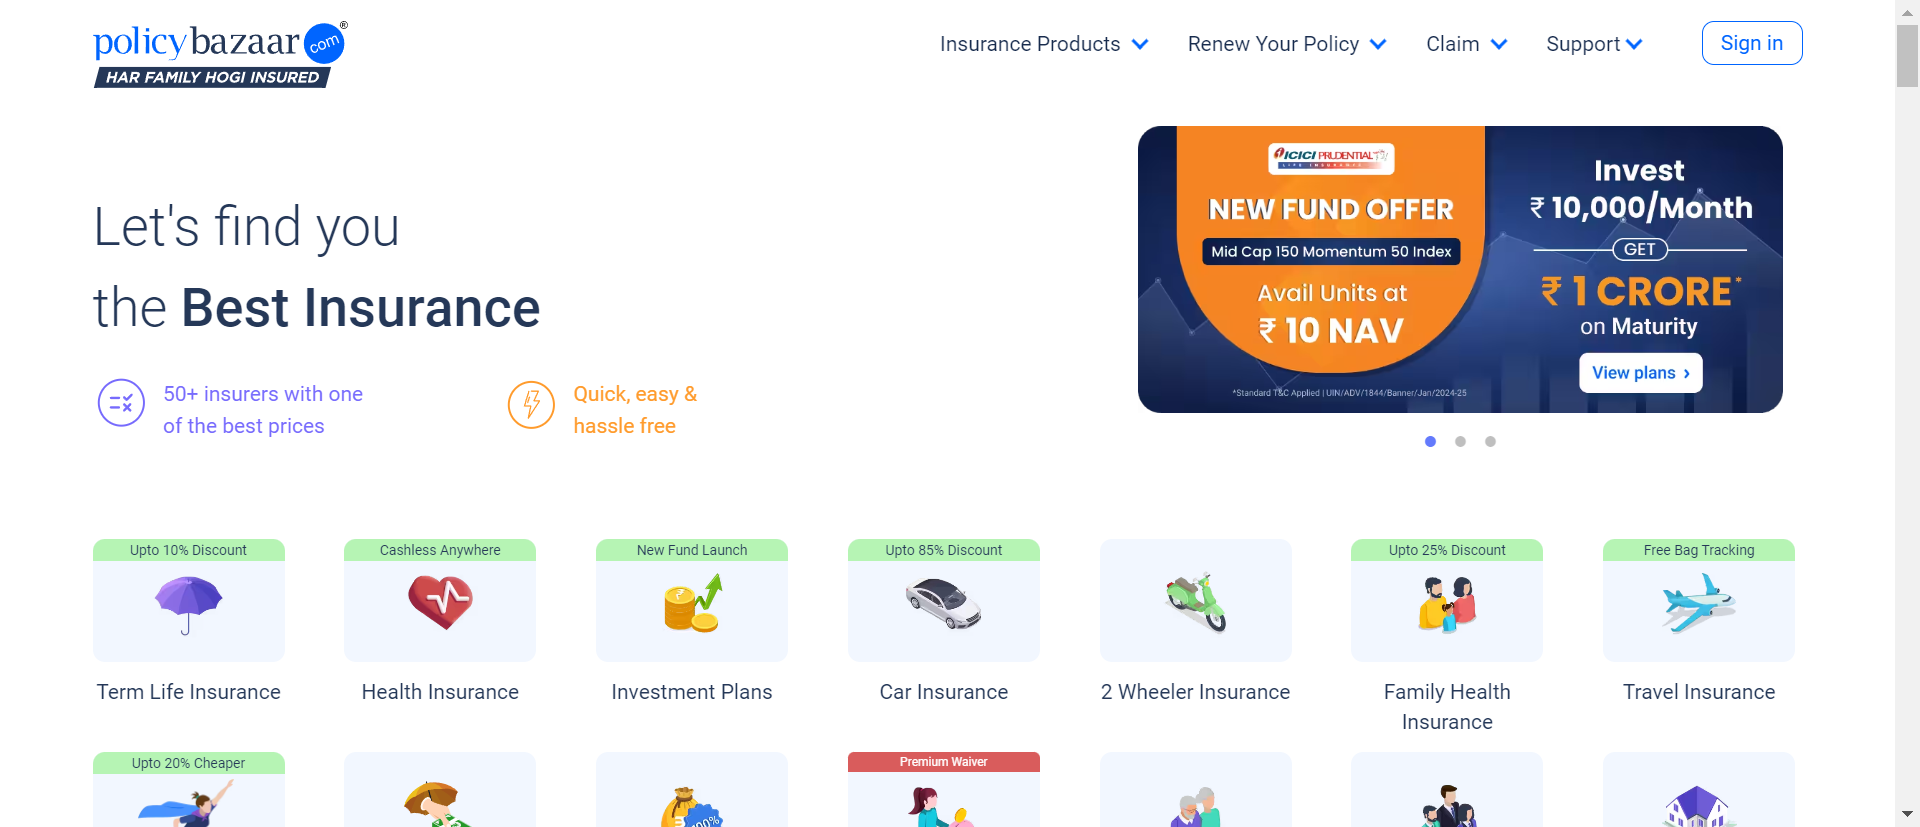 policybazaar com ®
HAR FAMILY HOGI INSURED
Insurance Products
Renew Your Policy
Claim
Support
Sign in
Let's find you
the Best Insurance
50+ insurers with one
of the best prices
Quick, easy &
hassle free
ICICI PRUDENTIAL
LIFE INSURANCE
NEW FUND OFFER
Mid Cap 150 Momentum 50 Index
Avail Units at
₹ 10 NAV
*Standard T&C Applied | UIN/ADV/1844/Banner/Jan/2024-25
Invest
₹ 10,000/Month
GET
₹ 1 CRORE*
on Maturity
View plans ›
Upto 10% Discount
Term Life Insurance
Cashless Anywhere
Health Insurance
New Fund Launch
Investment Plans
Upto 85% Discount
Car Insurance
2 Wheeler Insurance
Upto 25% Discount
Family Health
Insurance
Free Bag Tracking
Travel Insurance
Upto 20% Cheaper
100%
Premium Waiver